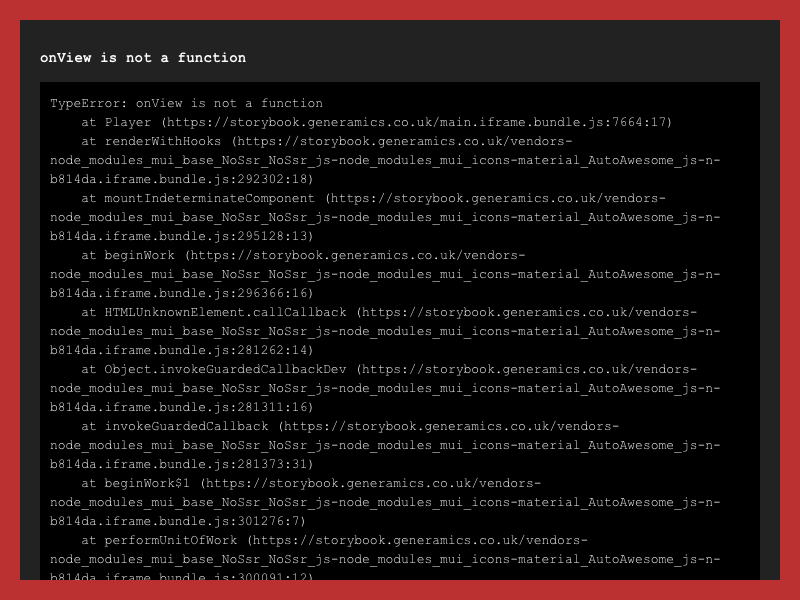 onView is not a function
TypeError: onView is not a function
at Player (https://storybook.generamics.co.uk/main.iframe.bundle.js:7664:17)
at renderWithHooks (https://storybook.generamics.co.uk/vendors-
node_modules_mui_base_NoSsr_NoSsr_js-node_modules_mui_icons-material_AutoAwesome_js-n-
b814da.iframe.bundle.js:292302:18)
at mountIndeterminateComponent (https://storybook.generamics.co.uk/vendors-
node_modules_mui_base_NoSsr_NoSsr_js-node_modules_mui_icons-material_AutoAwesome_js-n-
b814da.iframe.bundle.js:295128:13)
at beginWork (https://storybook.generamics.co.uk/vendors-
node_modules_mui_base_NoSsr_NoSsr_js-node_modules_mui_icons-material_AutoAwesome_js-n-
b814da.iframe.bundle.js:296366:16)
at HTMLUnknownElement.callCallback (https://storybook.generamics.co.uk/vendors-
node_modules_mui_base_NoSsr_NoSsr_js-node_modules_mui_icons-material_AutoAwesome_js-n-
b814da.iframe.bundle.js:281262:14)
at Object.invokeGuardedCallbackDev (https://storybook.generamics.co.uk/vendors-
node_modules_mui_base_NoSsr_NoSsr_js-node_modules_mui_icons-material_AutoAwesome_js-n-
b814da.iframe.bundle.js:281311:16)
at invokeGuardedCallback (https://storybook.generamics.co.uk/vendors-
node_modules_mui_base_NoSsr_NoSsr_js-node_modules_mui_icons-material_AutoAwesome_js-n-
b814da.iframe.bundle.js:281373:31)
at beginWork$1 (https://storybook.generamics.co.uk/vendors-
node_modules_mui_base_NoSsr_NoSsr_js-node_modules_mui_icons-material_AutoAwesome_js-n-
b814da.iframe.bundle.js:301276:7)
at performUnitOfWork (https://storybook.generamics.co.uk/vendors-
node_modules_mui_base_NoSsr_NoSsr_js-node_modules_mui_icons-material_AutoAwesome_js-n-
b814da.iframe.bundle.js:300091:12)